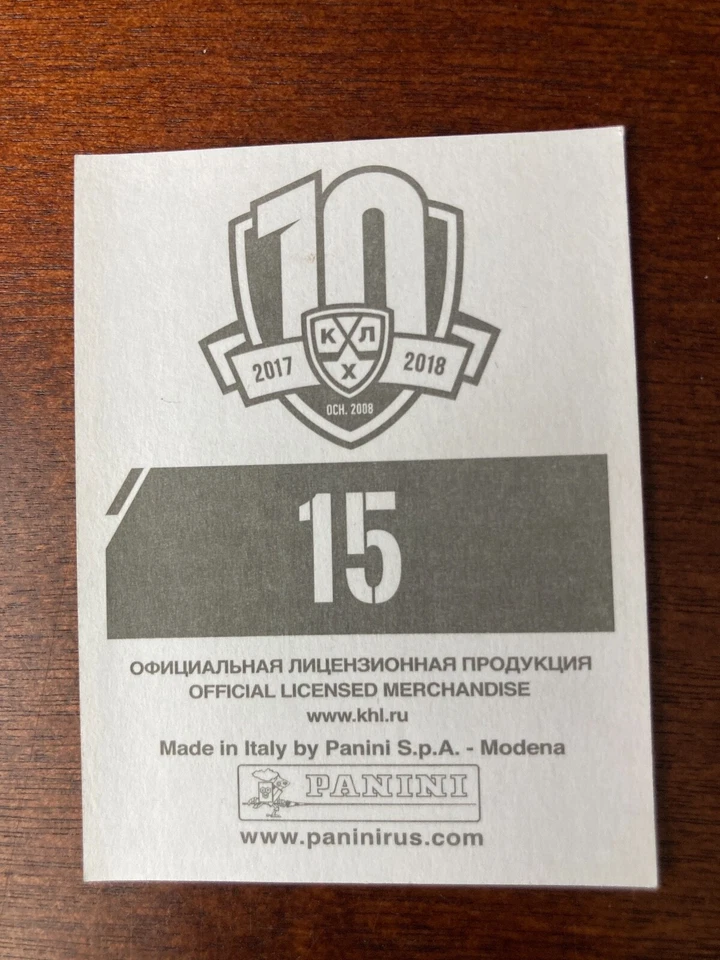 10
КХЛ
2017 2018
ОСН. 2008
15
ОФИЦИАЛЬНАЯ ЛИЦЕНЗИОННАЯ ПРОДУКЦИЯ
OFFICIAL LICENSED MERCHANDISE
www.khl.ru
Made in Italy by Panini S.p.A. - Modena
PANINI
www.paninirus.com